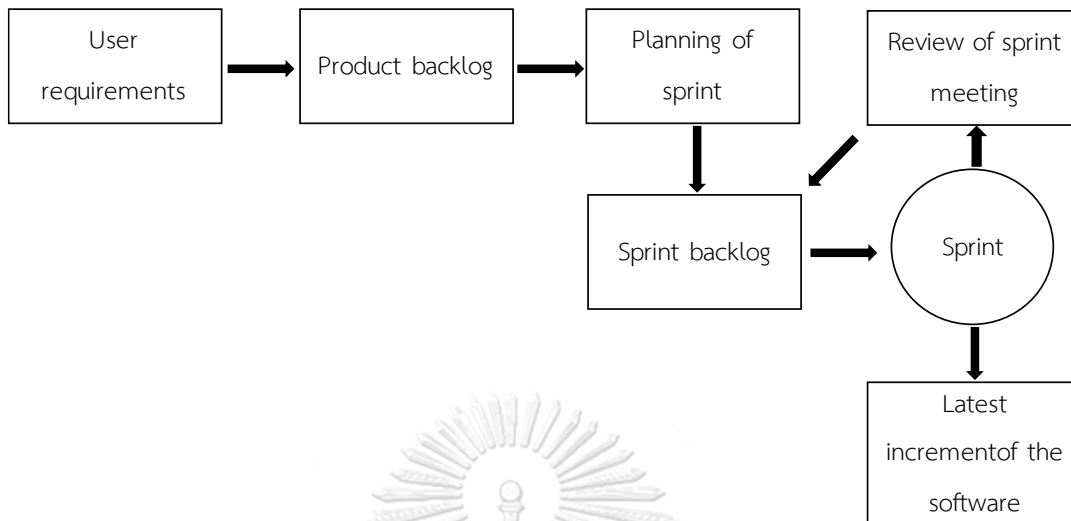 User
requirements
Product backlog
Planning of
sprint
Review of sprint
meeting
Sprint backlog
Sprint
Latest
incrementof the
software